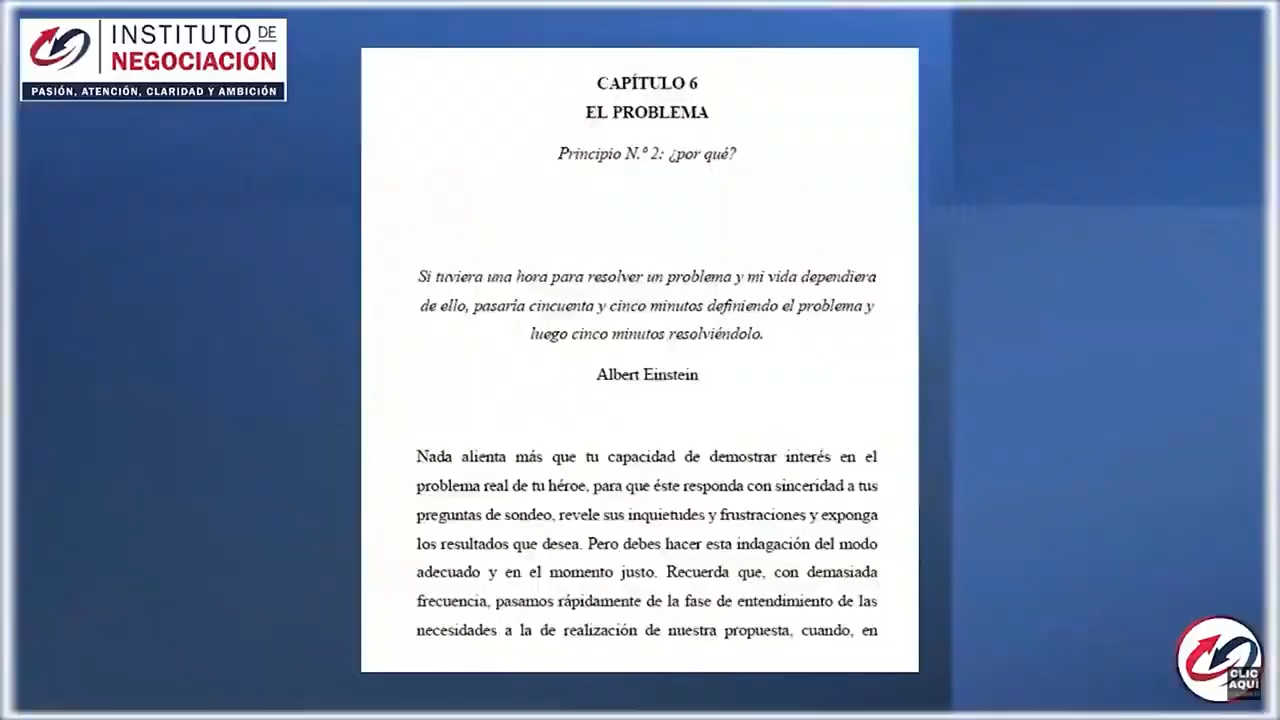 INSTITUTO DE
NEGOCIACIÓN
PASIÓN, ATENCIÓN, CLARIDAD Y AMBICIÓN
CAPÍTULO 6
EL PROBLEMA
Principio N.º 2: ¿por qué?
Si tuviera una hora para resolver un problema y mi vida dependiera
de ello, pasaría cincuenta y cinco minutos definiendo el problema y
luego cinco minutos resolviéndolo.
Albert Einstein
Nada alienta más que tu capacidad de demostrar interés en el
problema real de tu héroe, para que éste responda con sinceridad a tus
preguntas de sondeo, revele sus inquietudes y frustraciones y exponga
los resultados que desea. Pero debes hacer esta indagación del modo
adecuado y en el momento justo. Recuerda que, con demasiada
frecuencia, pasamos rápidamente de la fase de entendimiento de las
necesidades a la de realización de nuestra propuesta, cuando, en
CLIC
AQUÍ